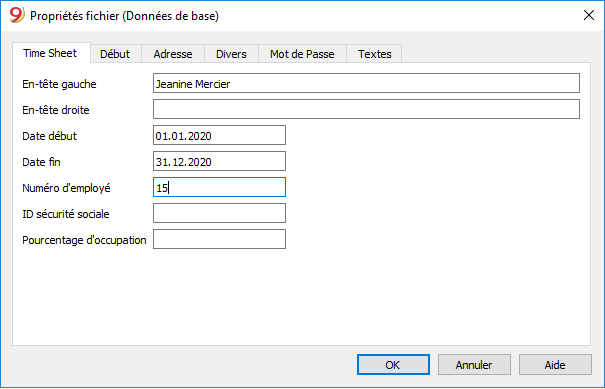 9 Propriétés fichier (Données de base)
Time Sheet Début Adresse Divers Mot de Passe Textes
En-tête gauche Jeanine Mercier
En-tête droite
Date début 01.01.2020
Date fin 31.12.2020
Numéro d'employé 15
ID sécurité sociale
Pourcentage d'occupation
OK Annuler Aide